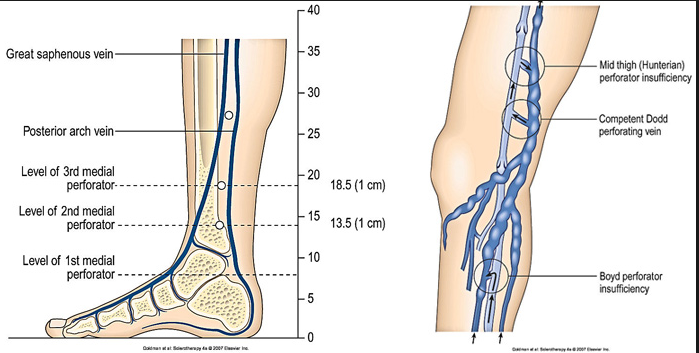 Great saphenous vein
Posterior arch vein
Level of 3rd medial
perforator
Level of 2nd medial
perforator
Level of 1st medial
perforator
40
35
30
25
20
15
10
5
0
18.5 (1 cm)
13.5 (1 cm)
Goldman et al: Sclerotherapy 4e © 2007 Elsevier Inc.
Mid thigh (Hunterian)
perforator insufficiency
Competent Dodd
perforating vein
Boyd perforator
insufficiency
Goldman et al: Sclerotherapy 4e © 2007 Elsevier Inc.